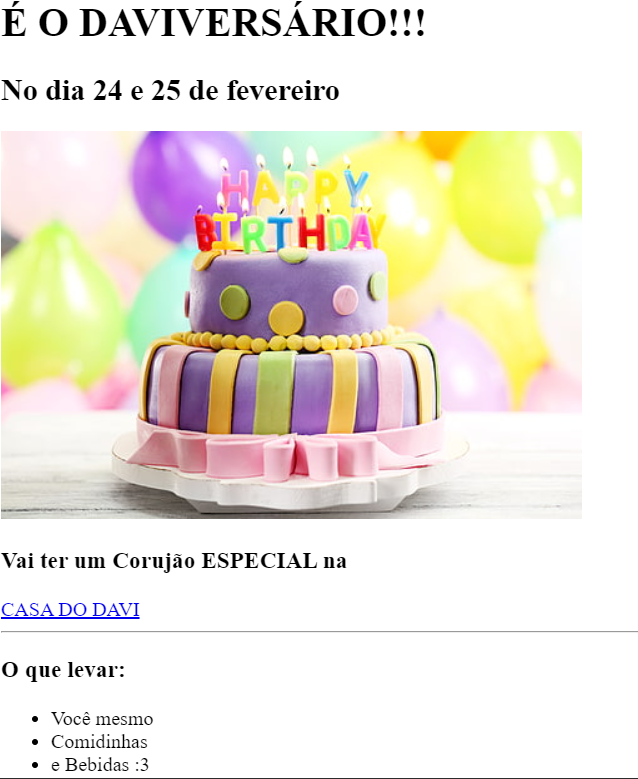 É O DAVIVERSÁRIO!!!
No dia 24 e 25 de fevereiro
HAPPY
BIRTHDAY
Vai ter um Corujão ESPECIAL na
CASA DO DAVI
O que levar:
• Você mesmo
• Comidinhas
• e Bebidas :3